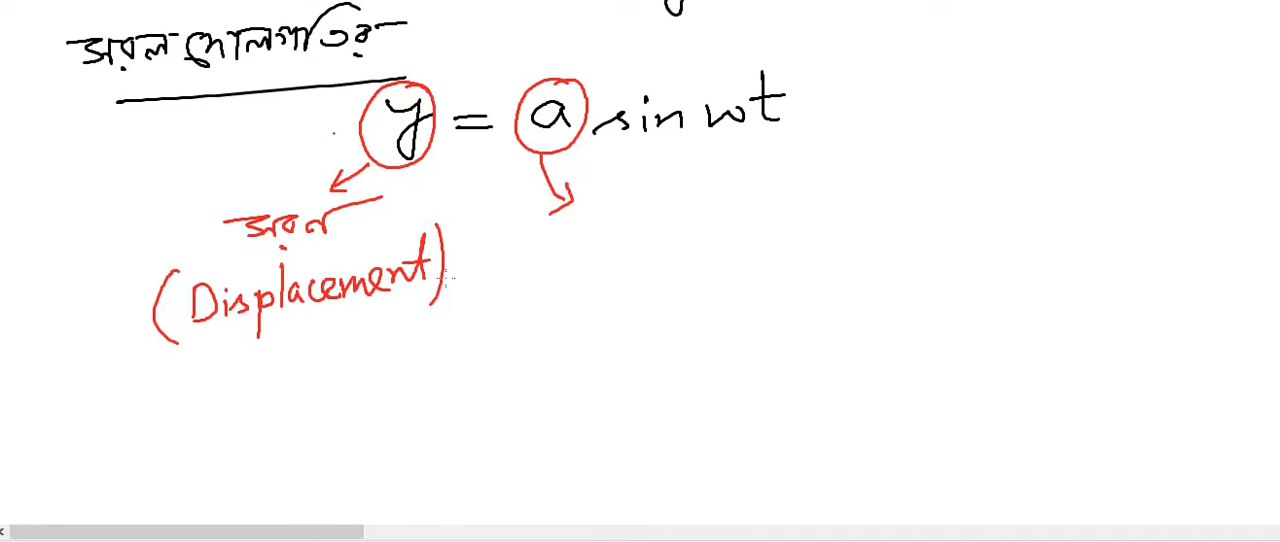 সরল দোলগতির
y = a sin ωt
সরণ
(Displacement)